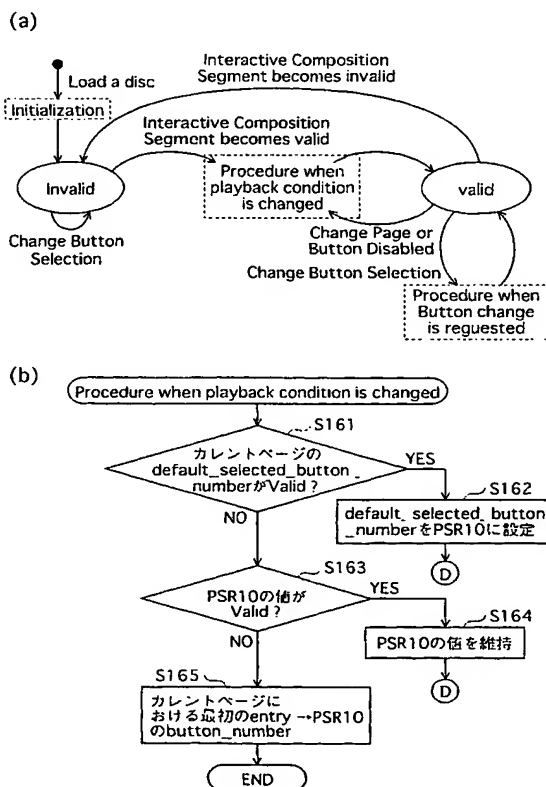 (a)
Load a disc
Initialization
Interactive Composition
Segment becomes invalid
Interactive Composition
Segment becomes valid
Invalid
Procedure when
playback condition
is changed
valid
Change Button
Selection
Change Page or
Button Disabled
Change Button Selection
Procedure when
Button change
is reguested
(b)
Procedure when playback condition is changed
S161
カレントページの
default_selected_button_
numberがValid?
YES
NO
S162
default_selected_button
_numberをPSR10に設定
D
S163
PSR10の値が
Valid?
YES
NO
S164
PSR10の値を維持
D
S165
カレントページに
おける最初のentry→PSR10
のbutton_number
END